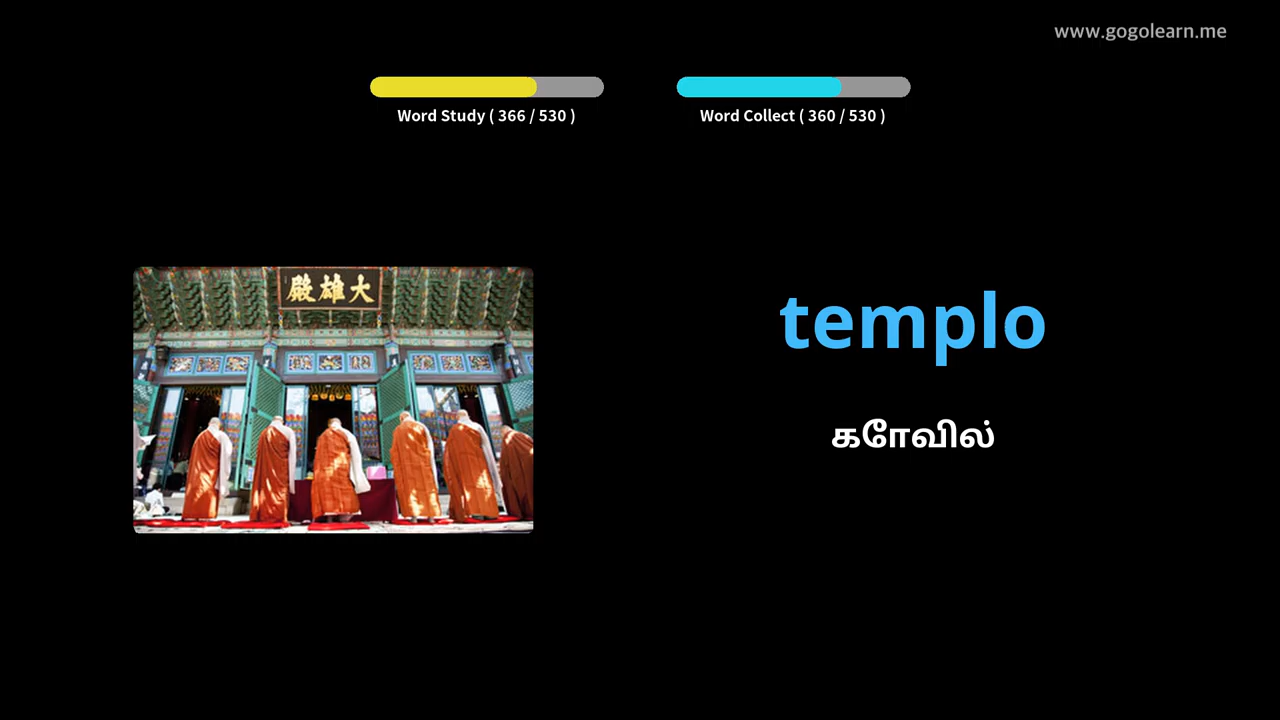 www.gogolearn.me
Word Study ( 366 / 530 )
Word Collect ( 360 / 530 )
大雄殿
templo
கோவில்